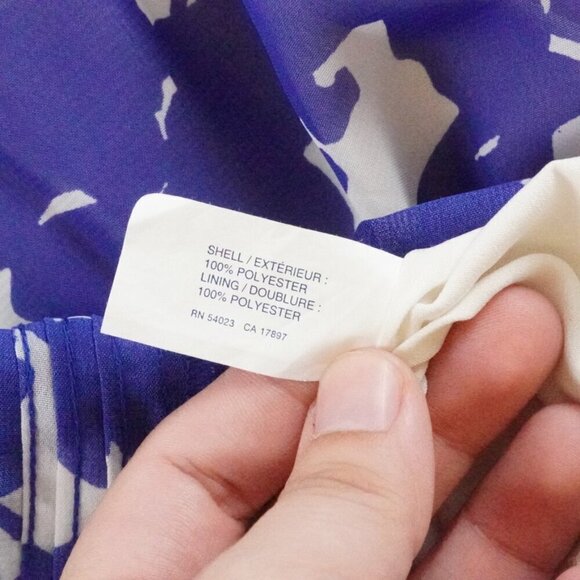 SHELL / EXTÉRIEUR :
100% POLYESTER
LINING / DOUBLURE :
100% POLYESTER
RN 54023 CA 17897